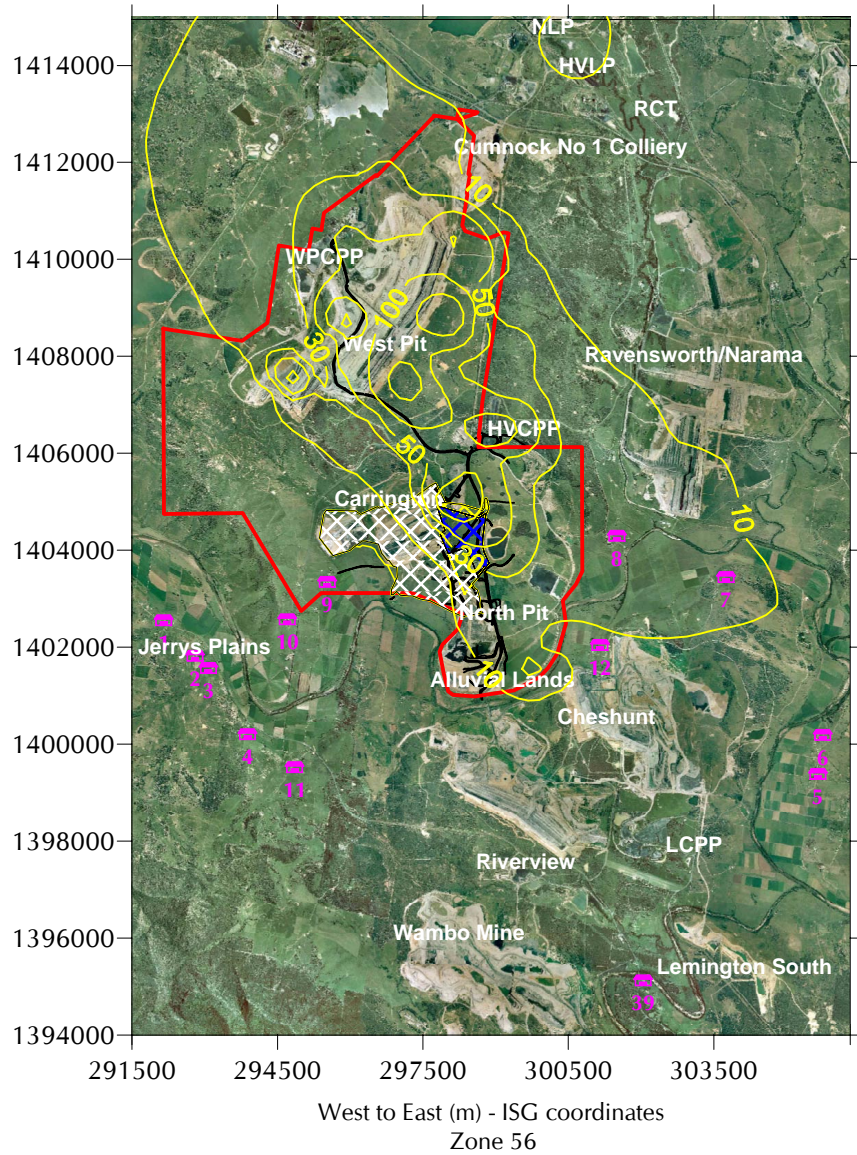 NLP
1414000
HVLP
RCT
1412000
Cumnock No 1 Colliery
10
1410000
WPCPP
50
100
30
1408000
West Pit
Ravensworth/Narama
HVCPP
1406000
50
Carrington
10
1404000
8
30
9
7
North Pit
1402000
1
10
Jerrys Plains
12
2
3
10
Alluvial Lands
Cheshunt
1400000
4
6
11
5
1398000
LCPP
Riverview
1396000
Wambo Mine
Lemington South
39
1394000
291500
294500
297500
300500
303500
West to East (m) - ISG coordinates
Zone 56